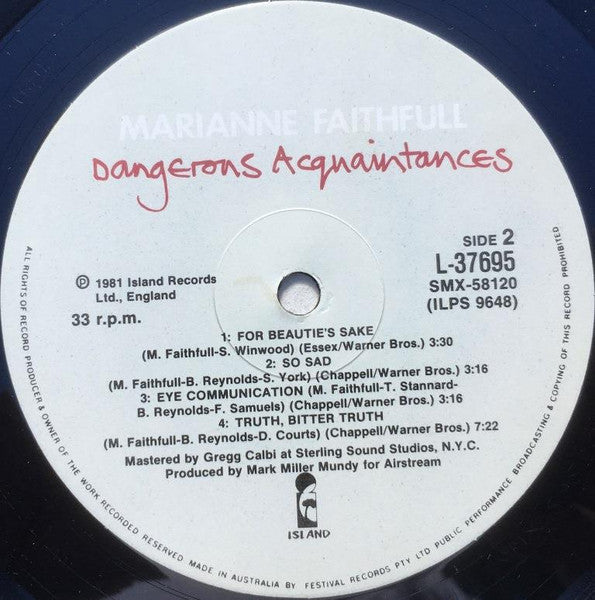 MARIANNE FAITHFULL
Dangerous Acquaintances
SIDE 2
L-37695
SMX-58120
(ILPS 9648)
℗ 1981 Island Records
Ltd., England
33 r.p.m.
1: FOR BEAUTIE'S SAKE
(M. Faithfull-S. Winwood) (Essex/Warner Bros.) 3:30
2: SO SAD
(M. Faithfull-B. Reynolds-S. York) (Chappell/Warner Bros.) 3:16
3: EYE COMMUNICATION (M. Faithfull-T. Stannard-
B. Reynolds-F. Samuels) (Chappell/Warner Bros.) 3:16
4: TRUTH, BITTER TRUTH
(M. Faithfull-B. Reynolds-D. Courts) (Chappell/Warner Bros.) 7:22
Mastered by Gregg Calbi at Sterling Sound Studios, N.Y.C.
Produced by Mark Miller Mundy for Airstream
ISLAND
ALL RIGHTS OF RECORD PRODUCER & OWNER OF THE WORK RECORDED RESERVED MADE IN AUSTRALIA BY FESTIVAL RECORDS PTY LTD PUBLIC PERFORMANCE BROADCASTING & COPYING OF THIS RECORD PROHIBITED